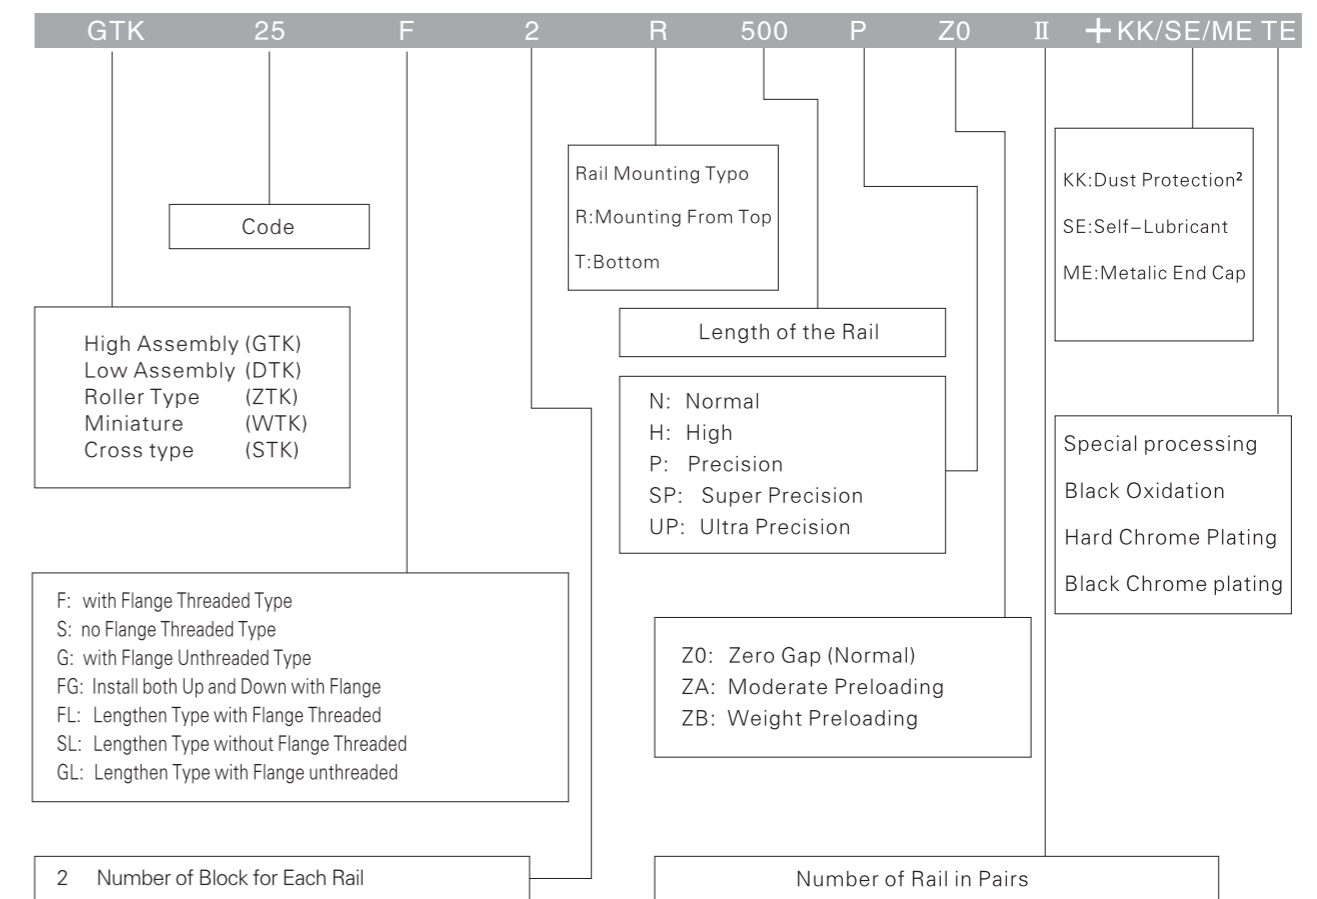 GTK 25 F 2 R 500 P Z0 Ⅱ +KK/SE/ME TE
Code
High Assembly (GTK)
Low Assembly (DTK)
Roller Type (ZTK)
Miniature (WTK)
Cross type (STK)
F: with Flange Threaded Type
S: no Flange Threaded Type
G: with Flange Unthreaded Type
FG: Install both Up and Down with Flange
FL: Lengthen Type with Flange Threaded
SL: Lengthen Type without Flange Threaded
GL: Lengthen Type with Flange unthreaded
2 Number of Block for Each Rail
Rail Mounting Typo
R:Mounting From Top
T:Bottom
Length of the Rail
N: Normal
H: High
P: Precision
SP: Super Precision
UP: Ultra Precision
Z0: Zero Gap (Normal)
ZA: Moderate Preloading
ZB: Weight Preloading
Number of Rail in Pairs
KK:Dust Protection²
SE:Self-Lubricant
ME:Metalic End Cap
Special processing
Black Oxidation
Hard Chrome Plating
Black Chrome plating